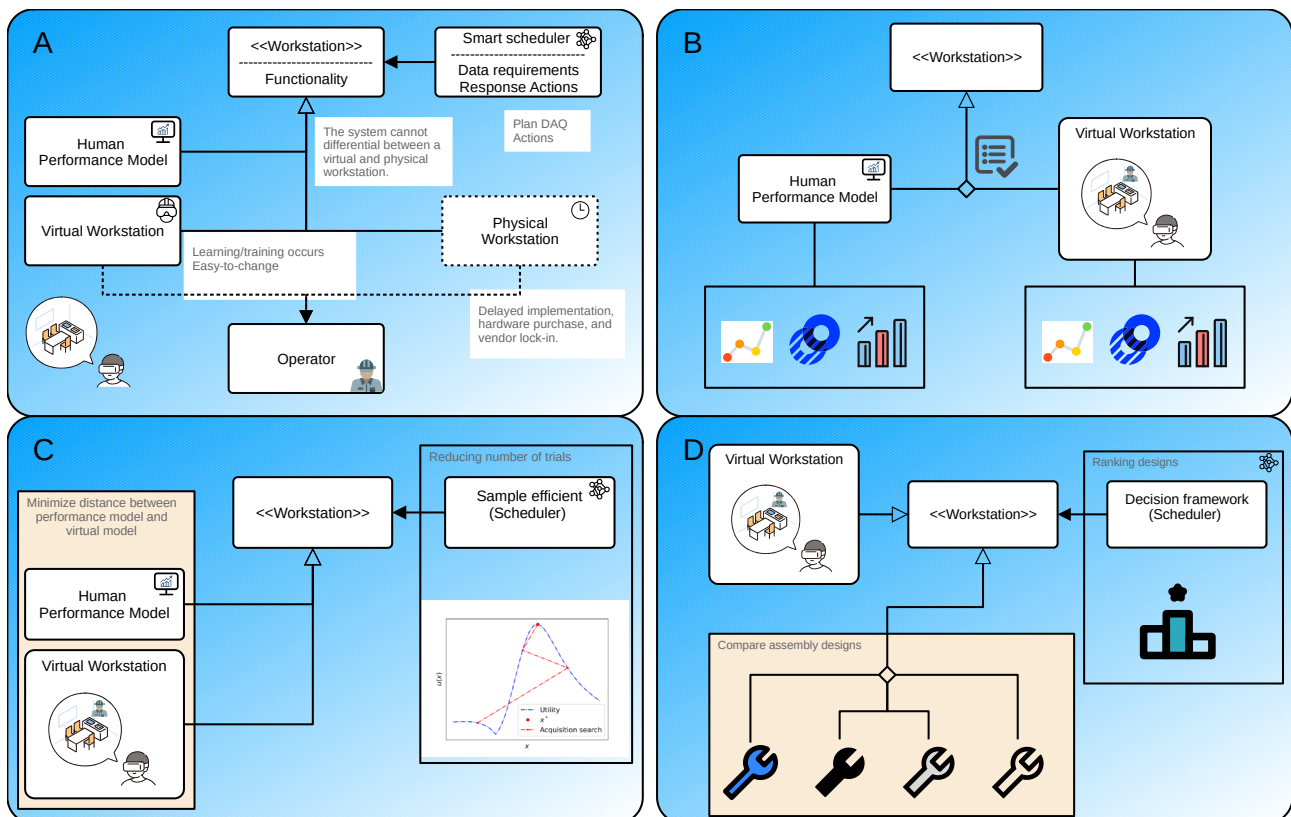 A
<<Workstation>>
Functionality
Smart scheduler
Data requirements
Response Actions
Plan DAQ
Actions
Human
Performance Model
The system cannot
differential between a
virtual and physical
workstation.
Virtual Workstation
Physical
Workstation
Learning/training occurs
Easy-to-change
Delayed implementation,
hardware purchase, and
vendor lock-in.
Operator
B
<<Workstation>>
Virtual Workstation
Human
Performance Model
C
Minimize distance between
performance model and
virtual model
<<Workstation>>
Reducing number of trials
Sample efficient
(Scheduler)
Human
Performance Model
Virtual Workstation
u(x)
Utility
x*
Acquisition search
x
D
Virtual Workstation
<<Workstation>>
Ranking designs
Decision framework
(Scheduler)
Compare assembly designs